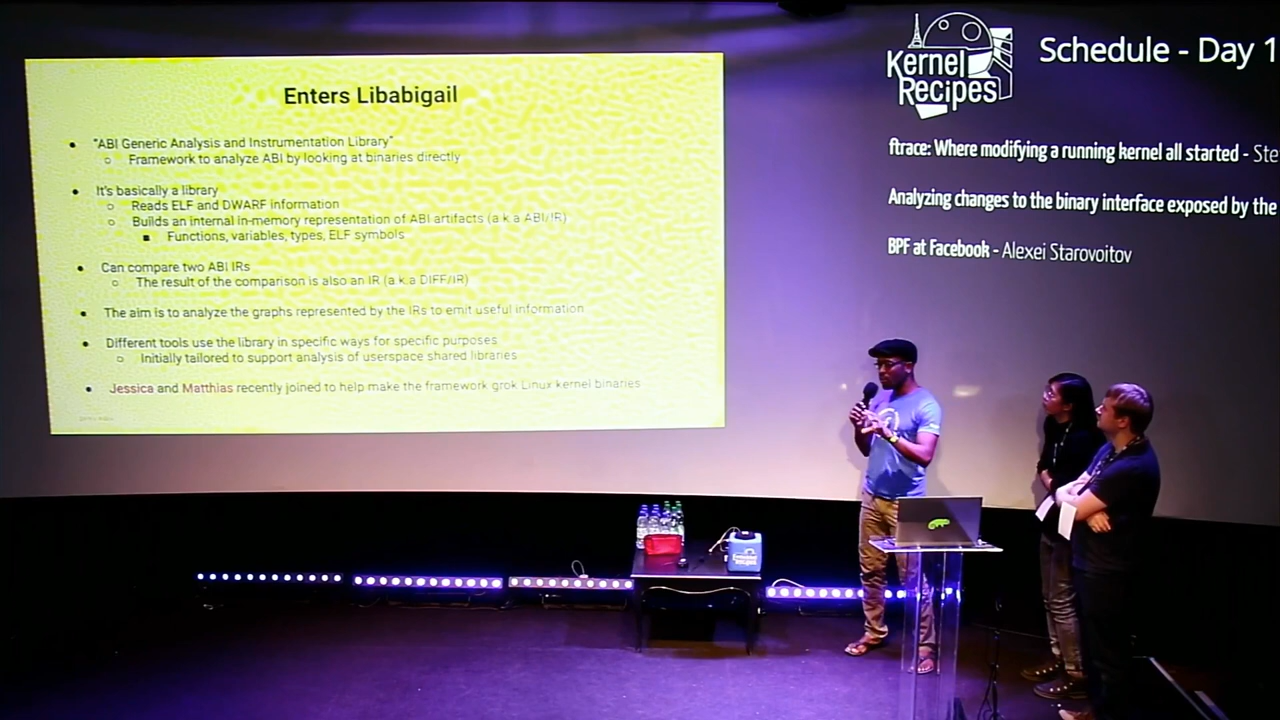 Enters Libabigail
"ABI Generic Analysis and Instrumentation Library"
Framework to analyze ABI by looking at binaries directly
It's basically a library
Reads ELF and DWARF information
Builds an internal in-memory representation of ABI artifacts (a.k.a ABI/IR)
Functions, variables, types, ELF symbols
Can compare two ABI IRs
The result of the comparison is also an IR (a.k.a DIFF/IR)
The aim is to analyze the graphs represented by the IRs to emit useful information
Different tools use the library in specific ways for specific purposes
Initially tailored to support analysis of userspace shared libraries
Jessica and Matthias recently joined to help make the framework grok Linux kernel binaries
Kernel
Recipes
Schedule - Day 1
ftrace: Where modifying a running kernel all started - Ste
Analyzing changes to the binary interface exposed by the
BPF at Facebook - Alexei Starovoitov